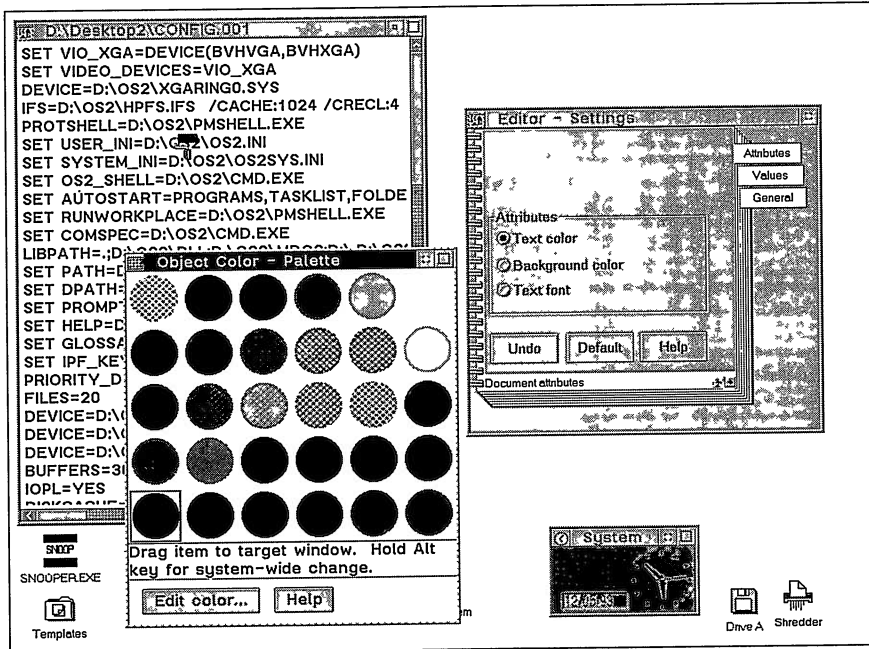 D:\Desktop2\CONFIG.001
SET VIO_XGA=DEVICE(BVHVGA,BVHXGA)
SET VIDEO_DEVICES=VIO_XGA
DEVICE=D:\OS2\XGARING0.SYS
IFS=D:\OS2\HPFS.IFS /CACHE:1024 /CRECL:4
PROTSHELL=D:\OS2\PMSHELL.EXE
SET USER_INI=D:\OS2\OS2.INI
SET SYSTEM_INI=D:\OS2\OS2SYS.INI
SET OS2_SHELL=D:\OS2\CMD.EXE
SET AUTOSTART=PROGRAMS,TASKLIST,FOLDE
SET RUNWORKPLACE=D:\OS2\PMSHELL.EXE
SET COMSPEC=D:\OS2\CMD.EXE
LIBPATH=.;D
SET PATH=D
SET DPATH=
SET PROMPT
SET HELP=D
SET GLOSSA
SET IPF_KEY
PRIORITY_D
FILES=20
DEVICE=D:\
DEVICE=D:\
DEVICE=D:\
BUFFERS=30
IOPL=YES
DISKCACHE=
Object Color - Palette
Drag item to target window. Hold Alt
key for system-wide change.
Edit color...
Help
Editor - Settings
Attributes
Values
General
Attributes
Text color
Background color
Text font
Undo
Default
Help
Document attributes
System
SNOOP
SNOOPER.EXE
Templates
em
Drive A
Shredder